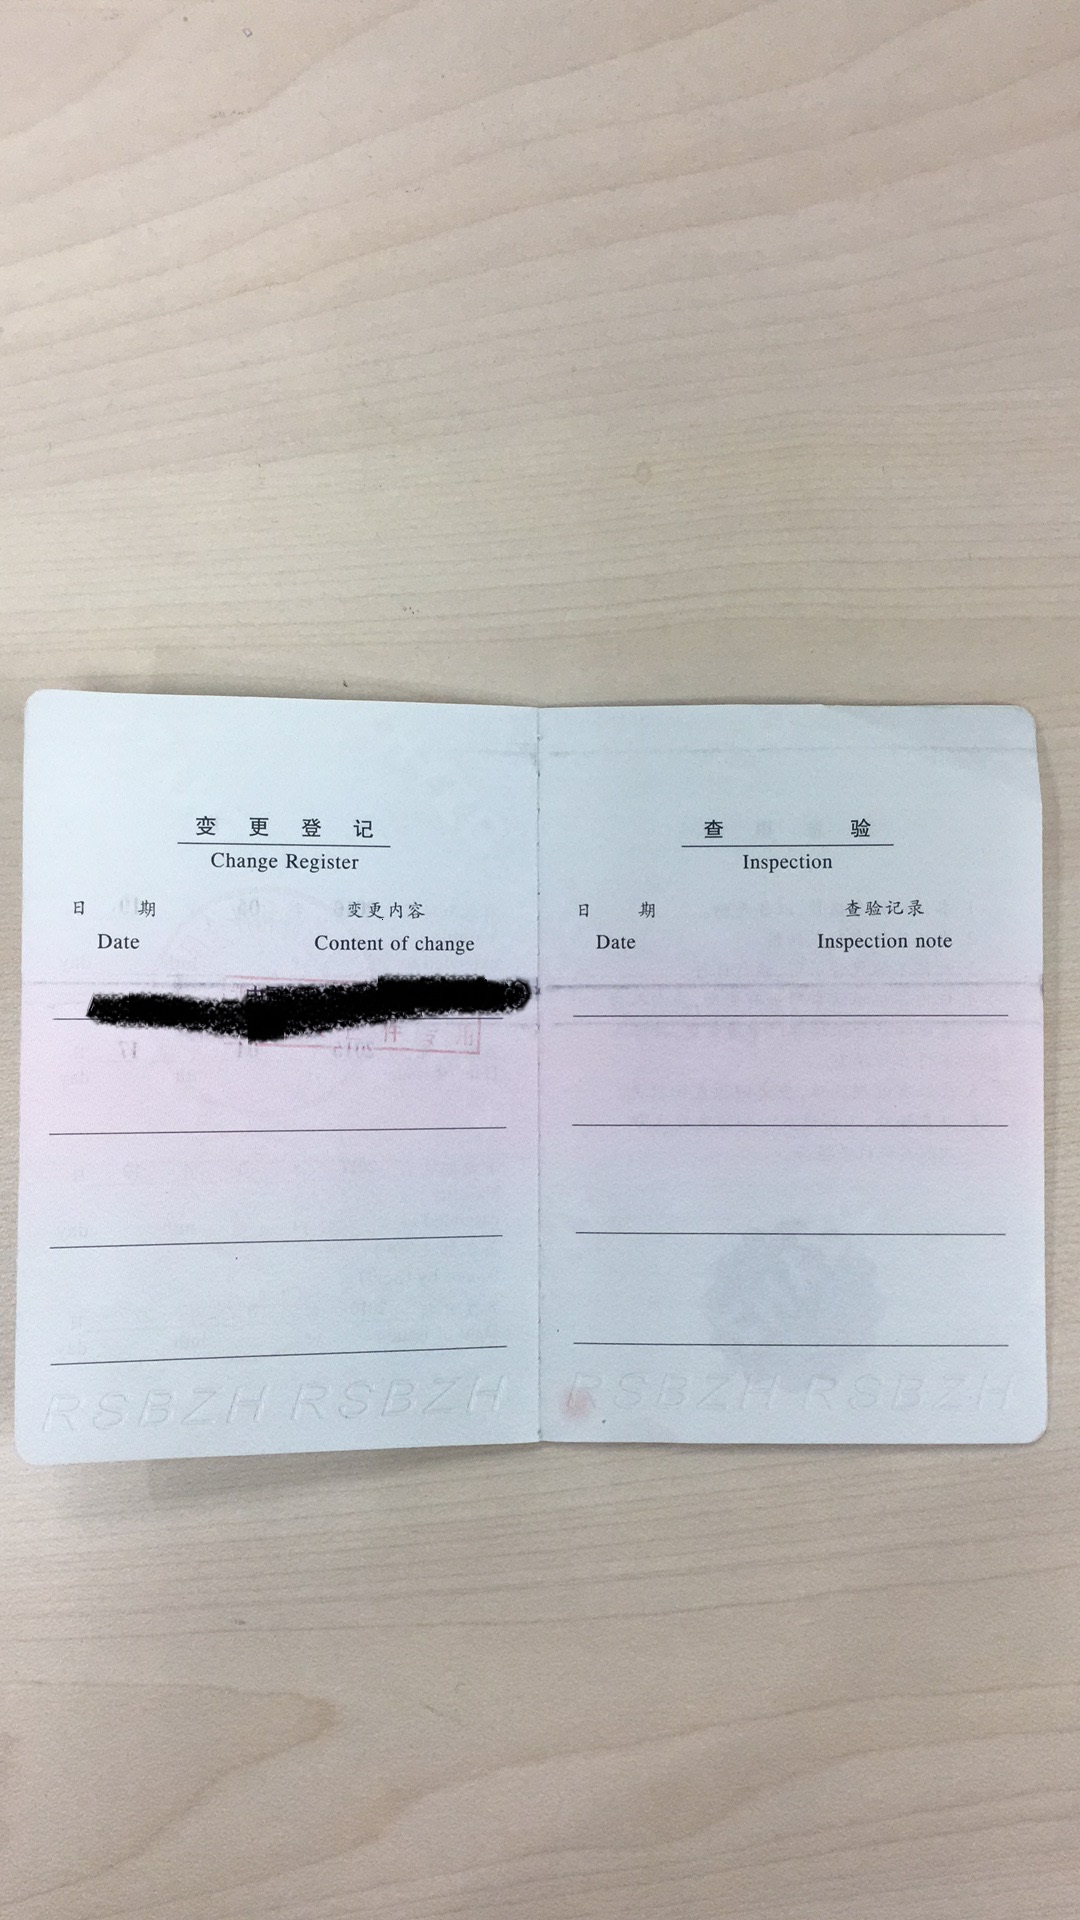 变更登记
Change Register
日期 变更内容
Date Content of change
查验
Inspection
日期 查验记录
Date Inspection note
RSBZH RSBZH RSBZH RSBZH